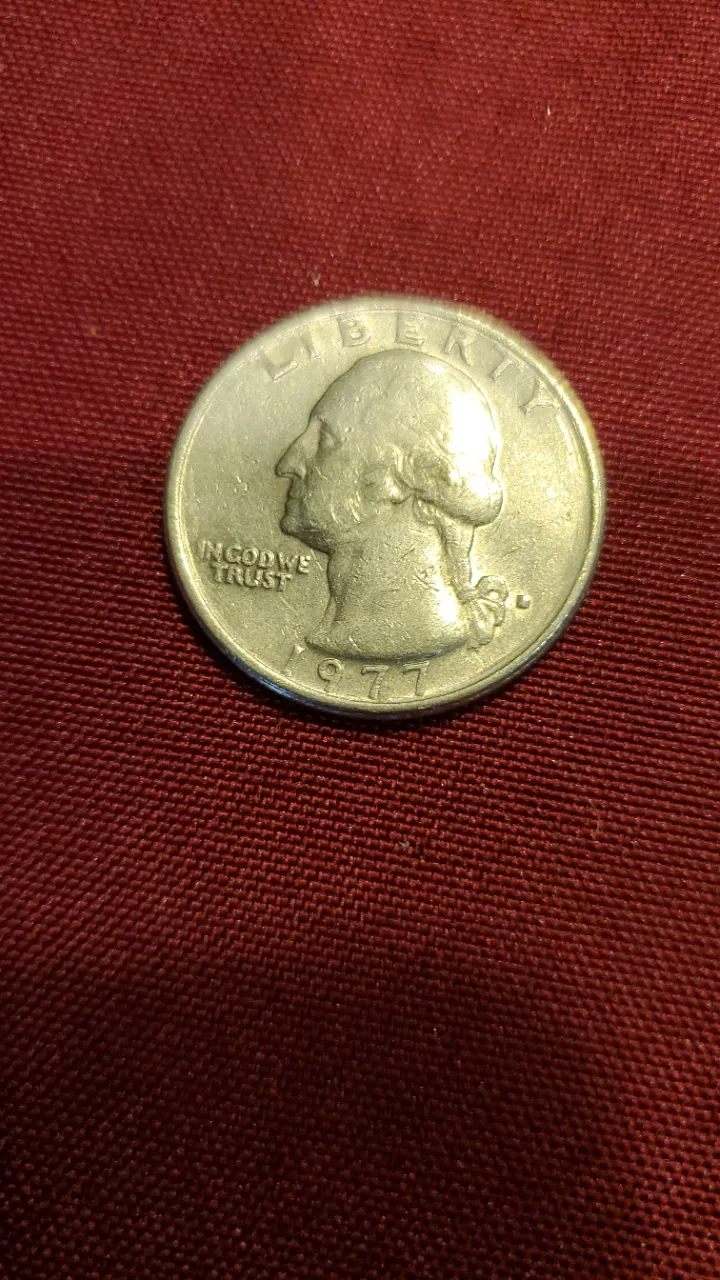 LIBERTY
IN GOD WE
TRUST
1977